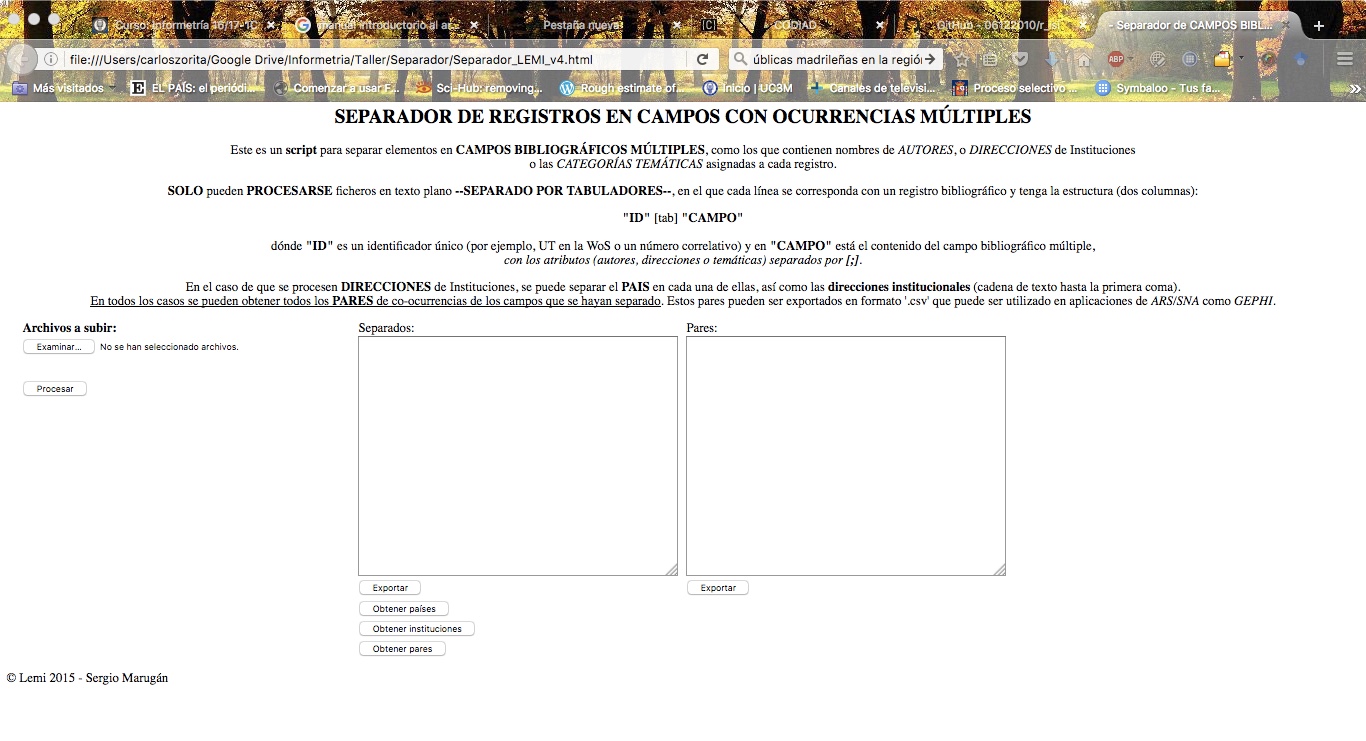 Curso: Informetría 16/17-1C
manual introductorio al a
Pestaña nueva
[C]
CODIAD
GitHub - 06122010/r_isi
- Separador de CAMPOS BIBL...
file:///Users/carloszorita/Google Drive/Informetria/Taller/Separador/Separador_LEMI_v4.html
úblicas madrileñas en la regió
ABP
Más visitados
EL PAÍS: el periódi...
Comenzar a usar F...
Sci-Hub: removing...
Rough estimate of...
Inicio | UC3M
Canales de televisi...
Proceso selectivo ...
Symbaloo - Tus fa...
SEPARADOR DE REGISTROS EN CAMPOS CON OCURRENCIAS MÚLTIPLES
Este es un script para separar elementos en CAMPOS BIBLIOGRÁFICOS MÚLTIPLES, como los que contienen nombres de AUTORES, o DIRECCIONES de Instituciones
o las CATEGORÍAS TEMÁTICAS asignadas a cada registro.
SOLO pueden PROCESARSE ficheros en texto plano --SEPARADO POR TABULADORES--, en el que cada línea se corresponda con un registro bibliográfico y tenga la estructura (dos columnas):
"ID" [tab] "CAMPO"
dónde "ID" es un identificador único (por ejemplo, UT en la WoS o un número correlativo) y en "CAMPO" está el contenido del campo bibliográfico múltiple,
con los atributos (autores, direcciones o temáticas) separados por [;].
En el caso de que se procesen DIRECCIONES de Instituciones, se puede separar el PAIS en cada una de ellas, así como las direcciones institucionales (cadena de texto hasta la primera coma).
En todos los casos se pueden obtener todos los PARES de co-ocurrencias de los campos que se hayan separado. Estos pares pueden ser exportados en formato '.csv' que puede ser utilizado en aplicaciones de ARS/SNA como GEPHI.
Archivos a subir:
Examinar... No se han seleccionado archivos.
Procesar
Separados:
Exportar
Obtener países
Obtener instituciones
Obtener pares
Pares:
Exportar
© Lemi 2015 - Sergio Marugán